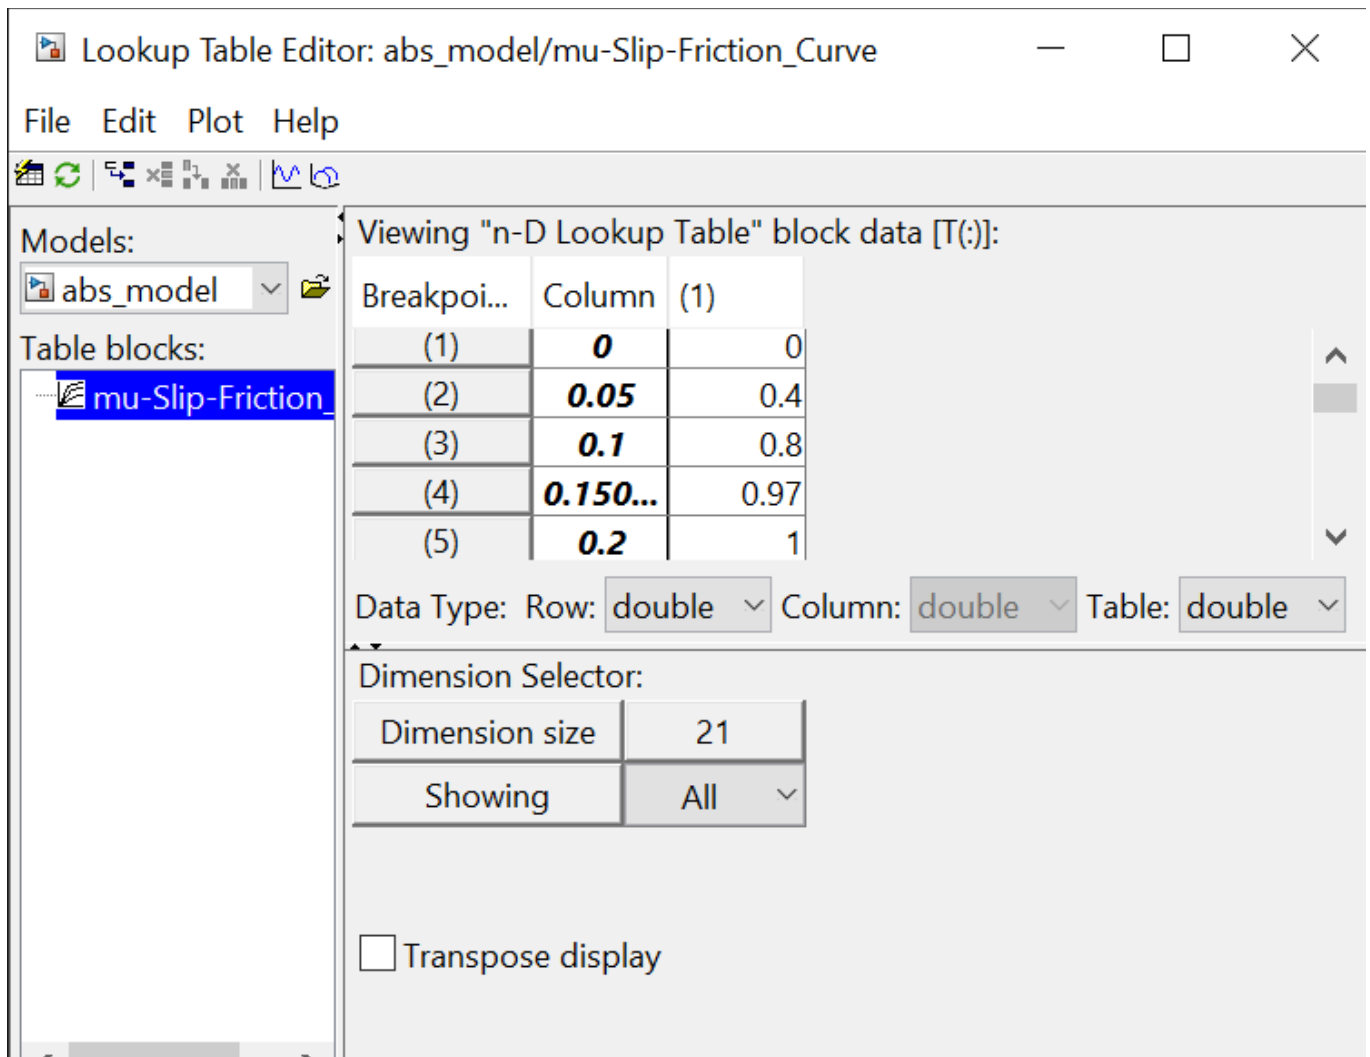 Lookup Table Editor: abs_model/mu-Slip-Friction_Curve
File Edit Plot Help
Models:
abs_model
Table blocks:
mu-Slip-Friction_
Viewing "n-D Lookup Table" block data [T(:)]:
Breakpoi... Column (1)
(1) 0 0
(2) 0.05 0.4
(3) 0.1 0.8
(4) 0.150... 0.97
(5) 0.2 1
Data Type: Row: double Column: double Table: double
Dimension Selector:
Dimension size 21
Showing All
Transpose display